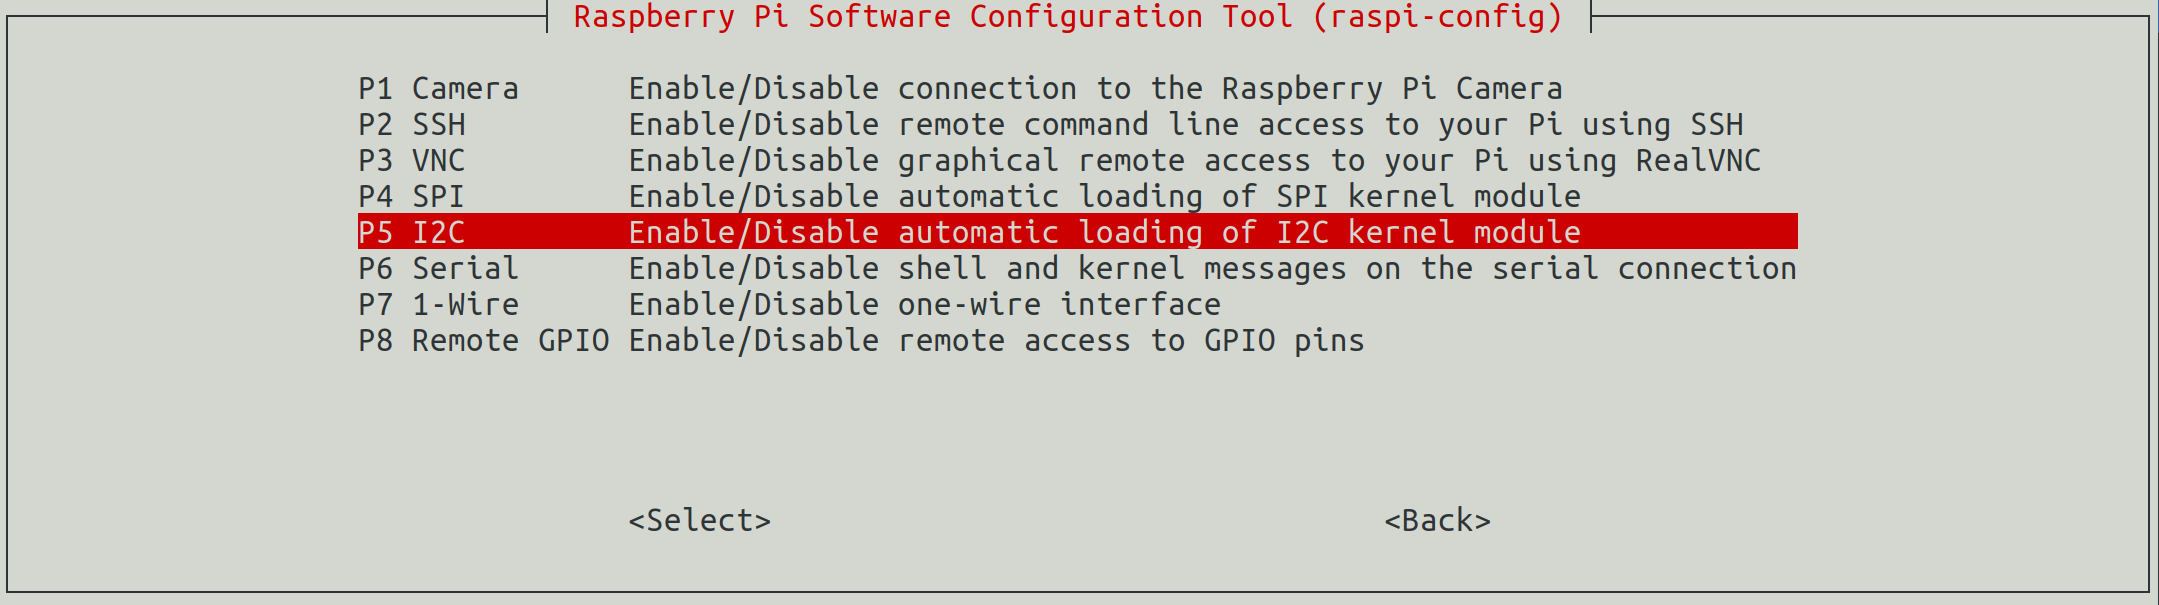 Raspberry Pi Software Configuration Tool (raspi-config)
P1 Camera Enable/Disable connection to the Raspberry Pi Camera
P2 SSH Enable/Disable remote command line access to your Pi using SSH
P3 VNC Enable/Disable graphical remote access to your Pi using RealVNC
P4 SPI Enable/Disable automatic loading of SPI kernel module
P5 I2C Enable/Disable automatic loading of I2C kernel module
P6 Serial Enable/Disable shell and kernel messages on the serial connection
P7 1-Wire Enable/Disable one-wire interface
P8 Remote GPIO Enable/Disable remote access to GPIO pins
<Select> <Back>